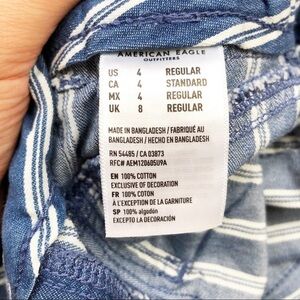 AMERICAN EAGLE
OUTFITTERS
US 4 REGULAR
CA 4 STANDARD
MX 4 REGULAR
UK 8 REGULAR
MADE IN BANGLADESH / FABRIQUÉ AU
BANGLADESH / HECHO EN BANGLADESH
RN 54485 / CA 03873
RFC# AEM120605U9A
EN 100% COTTON
EXCLUSIVE OF DECORATION
FR 100% COTON
À L'EXCEPTION DE LA GARNITURE
SP 100% algodón
EXCEPTO LA DECORACIÓN